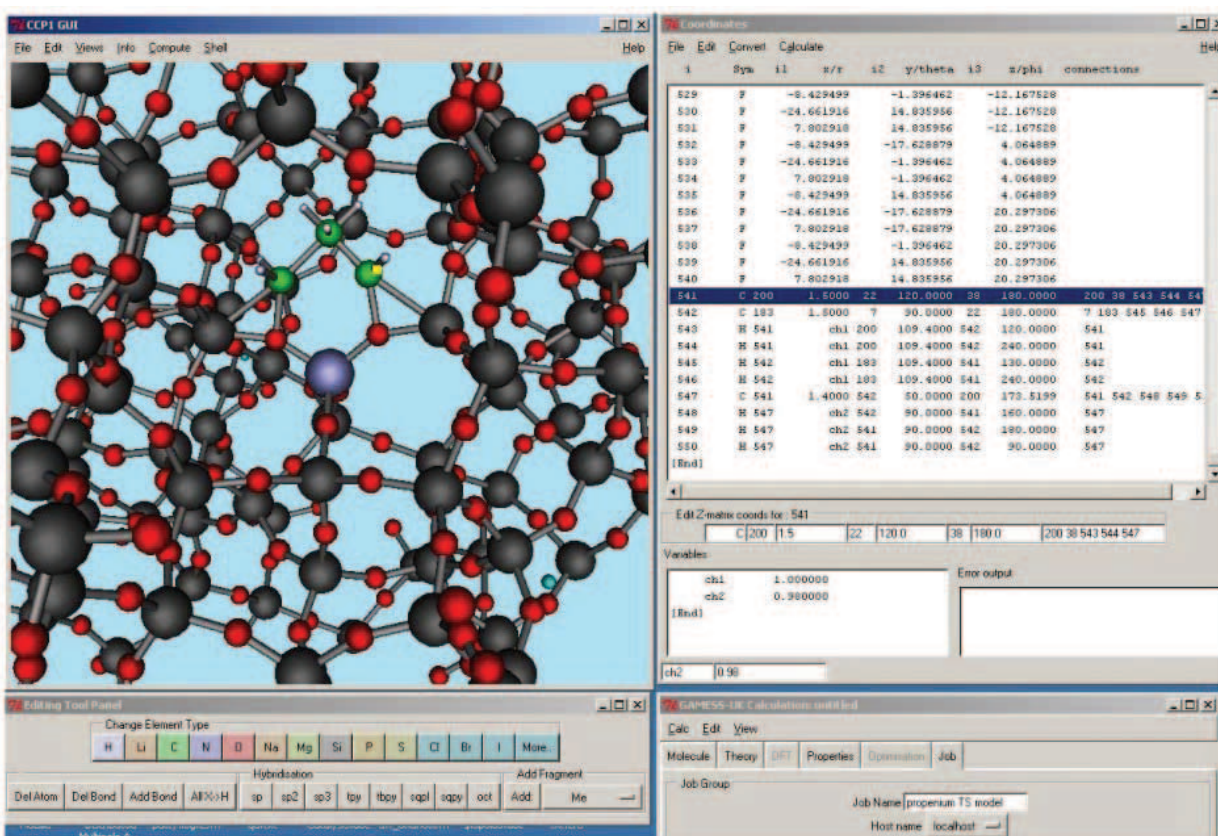 CCP1 GUI
File Edit Views Info Compute Shell Help
Coordinates
File Edit Convert Calculate Help
i Sym i1 x/r i2 y/theta i3 z/phi connections
529 F -8.429499 -1.396462 -12.167528
530 F -24.661916 14.835956 -12.167528
531 F 7.802918 14.835956 -12.167528
532 F -8.429499 -17.628879 4.064889
533 F -24.661916 -1.396462 4.064889
534 F 7.802918 -1.396462 4.064889
535 F -8.429499 14.835956 4.064889
536 F -24.661916 -17.628879 20.297306
537 F 7.802918 -17.628879 20.297306
538 F -8.429499 -1.396462 20.297306
539 F -24.661916 14.835956 20.297306
540 F 7.802918 14.835956 20.297306
541 C 200 1.5000 22 120.0000 38 180.0000 200 38 543 544 547
542 C 183 1.5000 7 90.0000 22 180.0000 7 183 545 546 547
543 H 541 ch1 200 109.4000 542 120.0000 541
544 H 541 ch1 200 109.4000 542 240.0000 541
545 H 542 ch1 183 109.4000 541 130.0000 542
546 H 542 ch1 183 109.4000 541 240.0000 542
547 C 541 1.4000 542 50.0000 200 173.5199 541 542 548 549 5
548 H 547 ch2 542 90.0000 541 160.0000 547
549 H 547 ch2 541 90.0000 542 180.0000 547
550 H 547 ch2 541 90.0000 542 90.0000 547
[End]
Edit Z-matrix coords for : 541
C 200 1.5 22 120.0 38 180.0 200 38 543 544 547
Variables
ch1 1.000000
ch2 0.980000
[End]
Error output
ch2 0.98
Editing Tool Panel
Change Element Type
H Li C N O Na Mg Si P S Cl Br I More..
Hybridisation
Add Fragment
Del Atom Del Bond Add Bond All X->H sp sp2 sp3 tpy tbpy sqpl sqpy oct Add: Me
GAMESS-UK Calculation: untitled
Calc Edit View
Molecule Theory DFT Properties Optimisation Job
Job Group
Job Name propenium TS model
Host name localhost